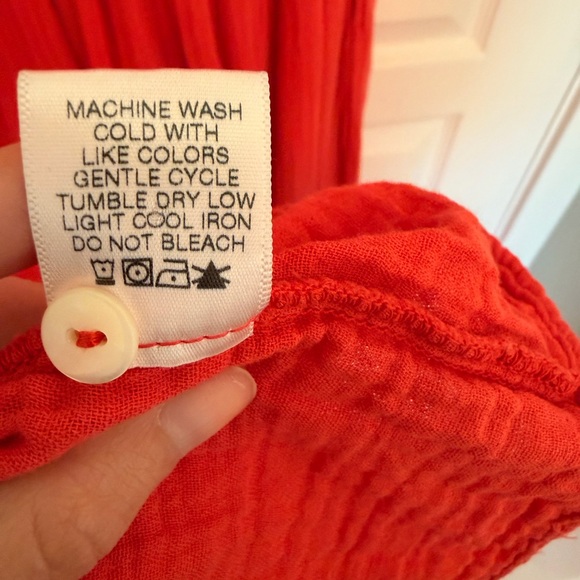 MACHINE WASH
COLD WITH
LIKE COLORS
GENTLE CYCLE
TUMBLE DRY LOW
LIGHT COOL IRON
DO NOT BLEACH